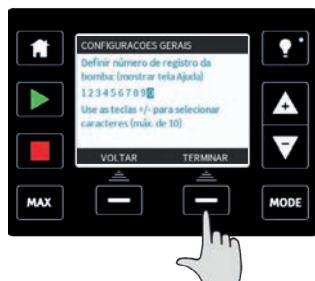 CONFIGURACOES GERAIS
Definir número de registro da
bomba: (mostrar tela Ajuda)
1234567890
Use as teclas +/- para selecionar
caracteres (máx. de 10)
VOLTAR TERMINAR
MAX
MODE